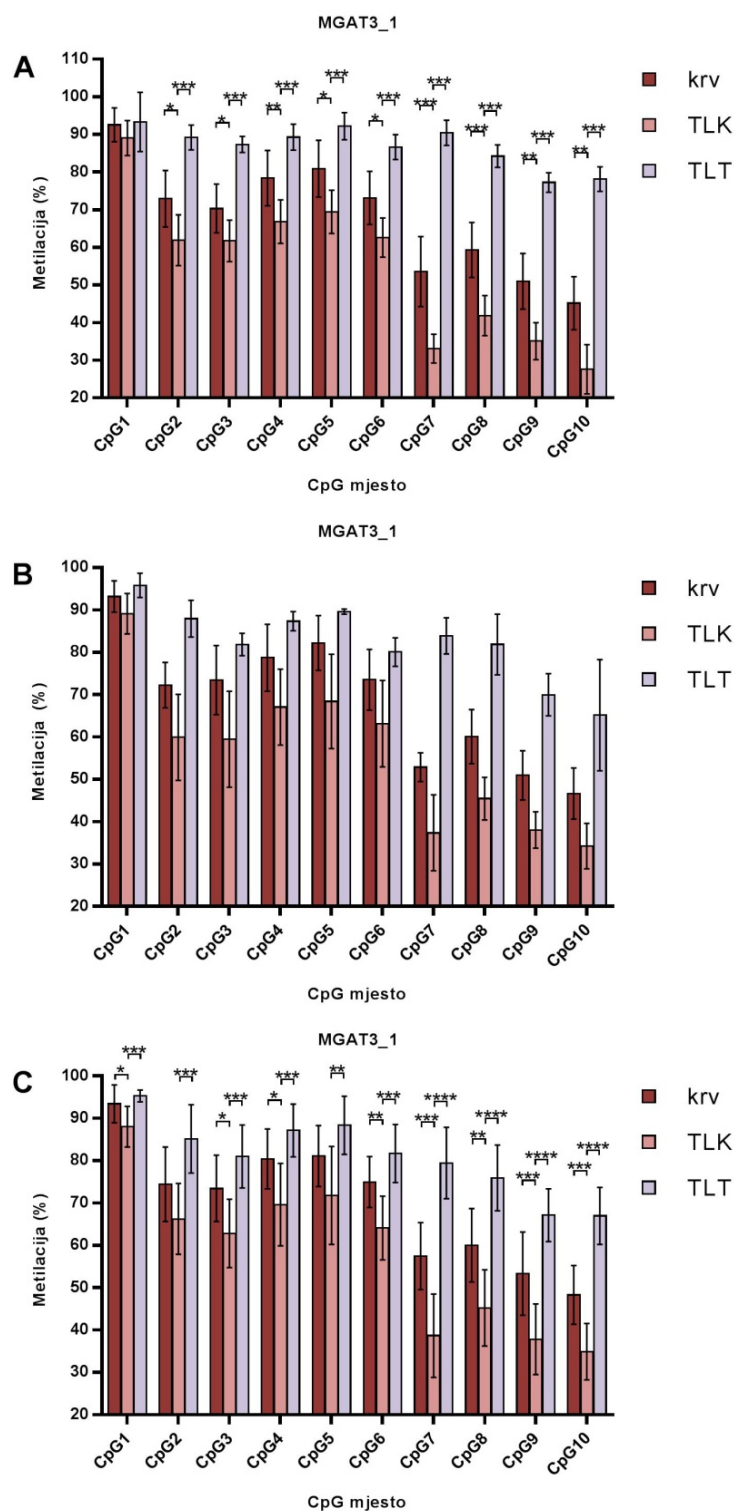 MGAT3_1
A
110
100
90
80
70
60
50
40
30
20
Metilacija (%)
* *** * *** ** *** * *** * *** *** *** *** *** ** *** ** ***
krv
TLK
TLT
CpG1 CpG2 CpG3 CpG4 CpG5 CpG6 CpG7 CpG8 CpG9 CpG10
CpG mjesto
MGAT3_1
B
100
90
80
70
60
50
40
30
20
Metilacija (%)
krv
TLK
TLT
CpG1 CpG2 CpG3 CpG4 CpG5 CpG6 CpG7 CpG8 CpG9 CpG10
CpG mjesto
MGAT3_1
C
100
90
80
70
60
50
40
30
20
Metilacija (%)
* *** *** * *** * *** ** ** *** *** **** ** **** *** **** *** ****
krv
TLK
TLT
CpG1 CpG2 CpG3 CpG4 CpG5 CpG6 CpG7 CpG8 CpG9 CpG10
CpG mjesto